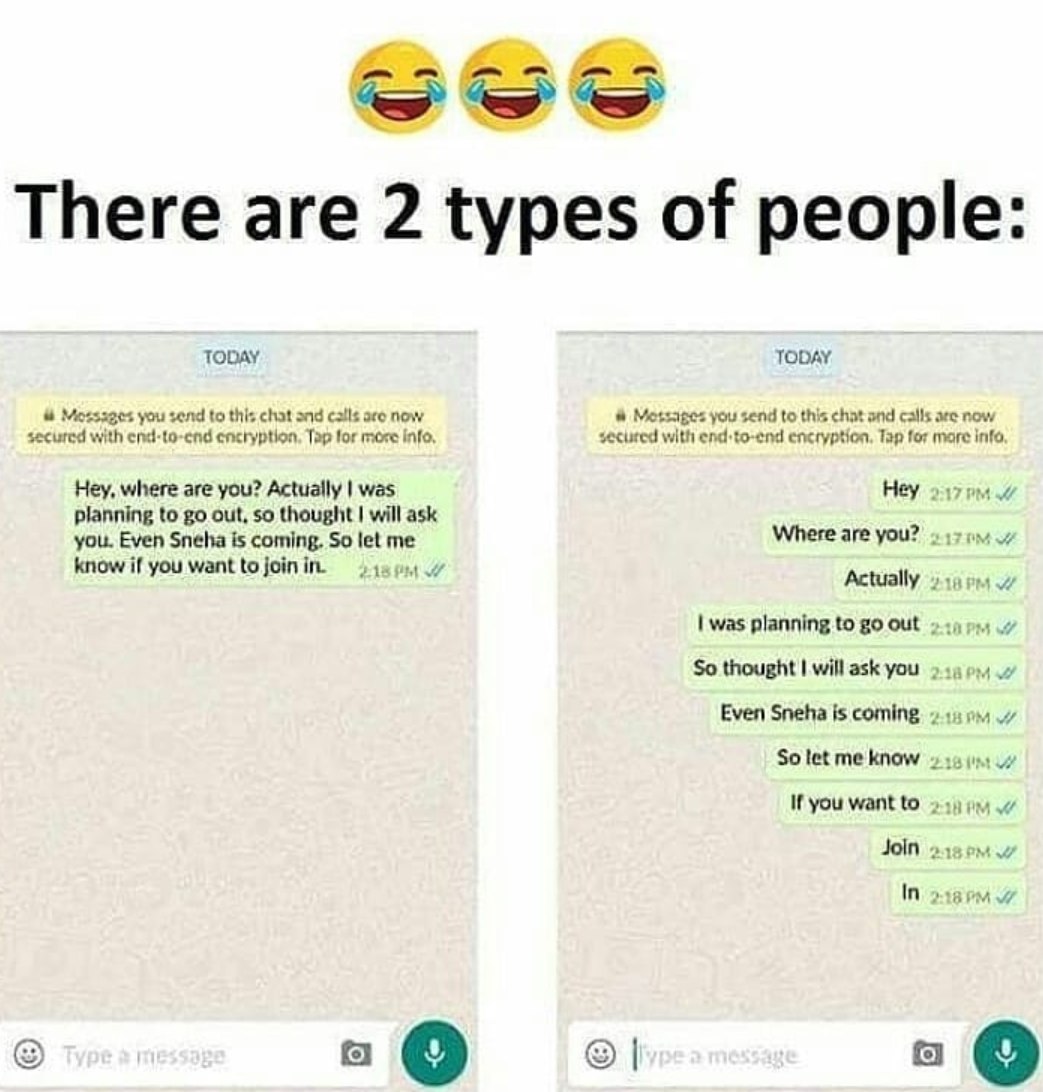 There are 2 types of people:
TODAY
Messages you send to this chat and calls are now
secured with end-to-end encryption. Tap for more info.
Hey, where are you? Actually I was
planning to go out, so thought I will ask
you. Even Sneha is coming. So let me
know if you want to join in. 2:18 PM
Type a message
TODAY
Messages you send to this chat and calls are now
secured with end-to-end encryption. Tap for more info.
Hey 2:17 PM
Where are you? 2:17 PM
Actually 2:18 PM
I was planning to go out 2:18 PM
So thought I will ask you 2:18 PM
Even Sneha is coming 2:18 PM
So let me know 2:18 PM
If you want to 2:18 PM
Join 2:18 PM
In 2:18 PM
Type a message